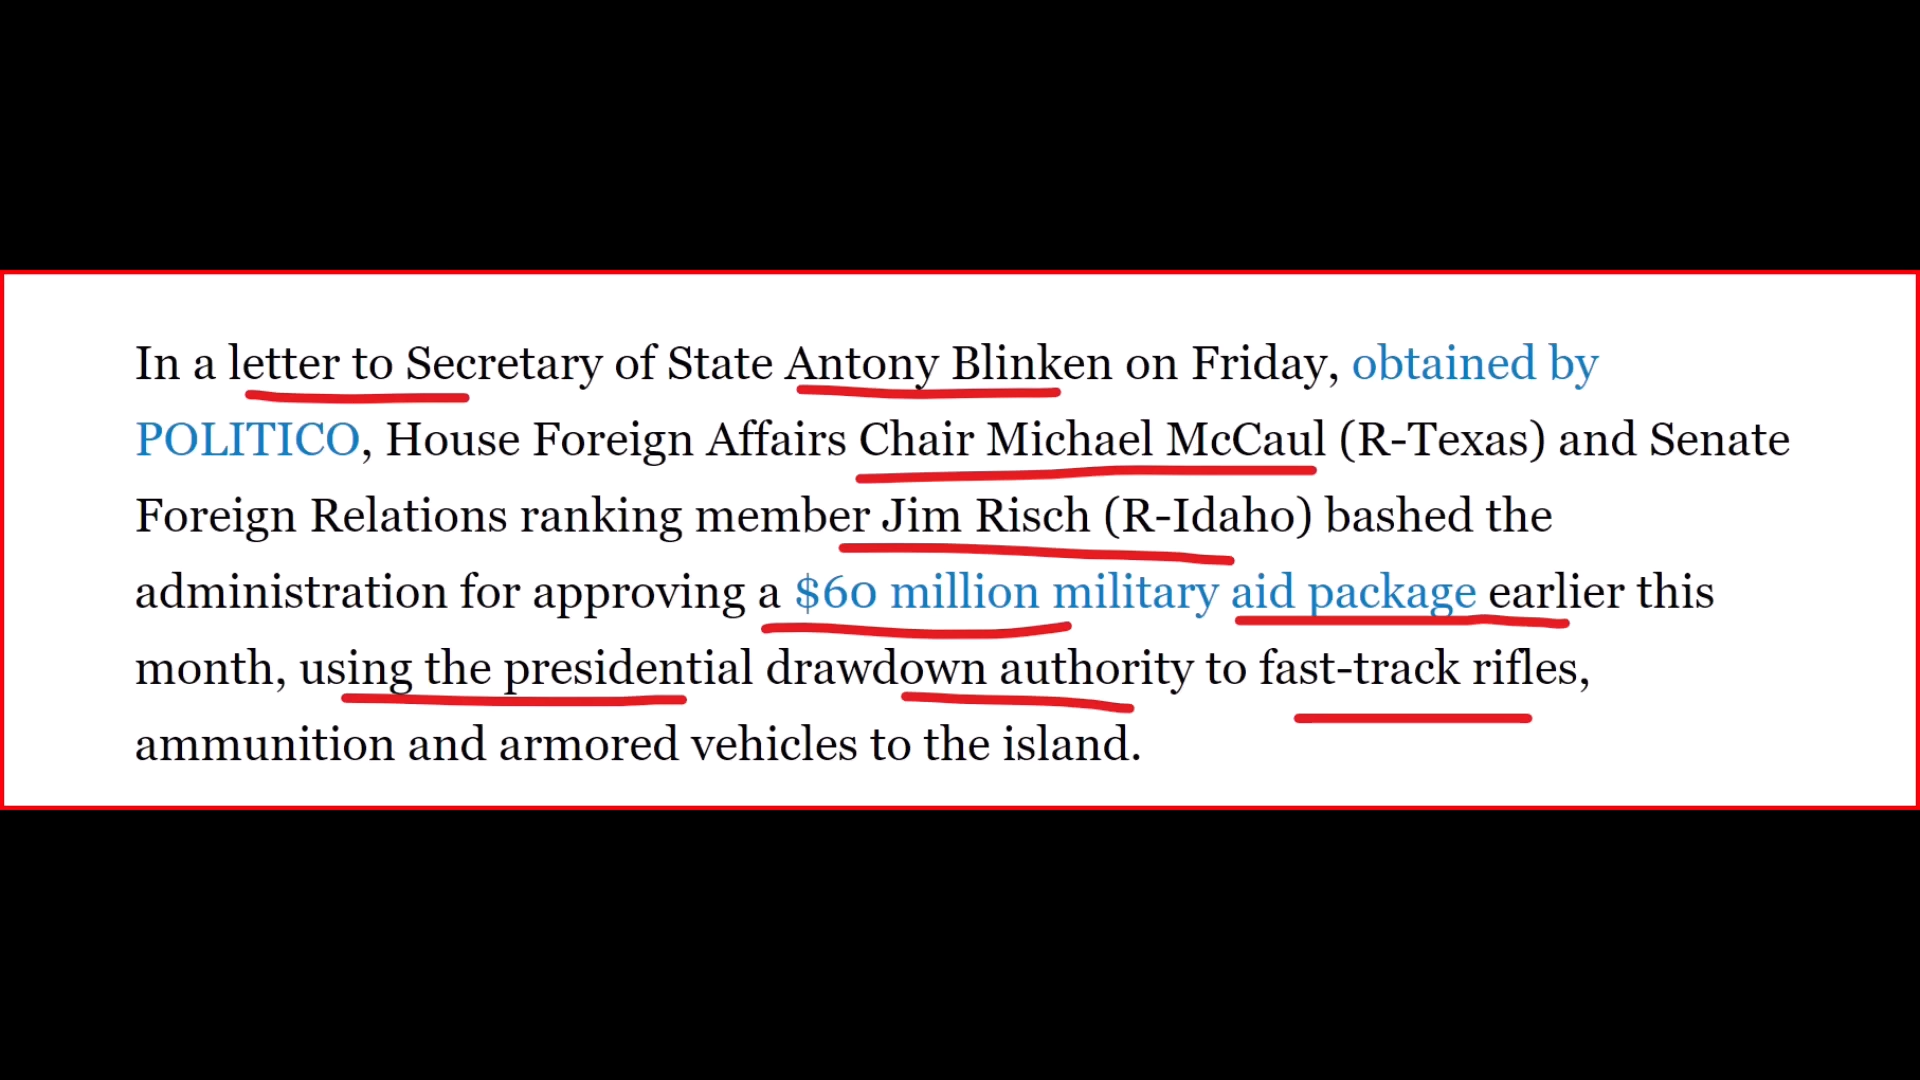 In a letter to Secretary of State Antony Blinken on Friday, obtained by
POLITICO, House Foreign Affairs Chair Michael McCaul (R-Texas) and Senate
Foreign Relations ranking member Jim Risch (R-Idaho) bashed the
administration for approving a $60 million military aid package earlier this
month, using the presidential drawdown authority to fast-track rifles,
ammunition and armored vehicles to the island.